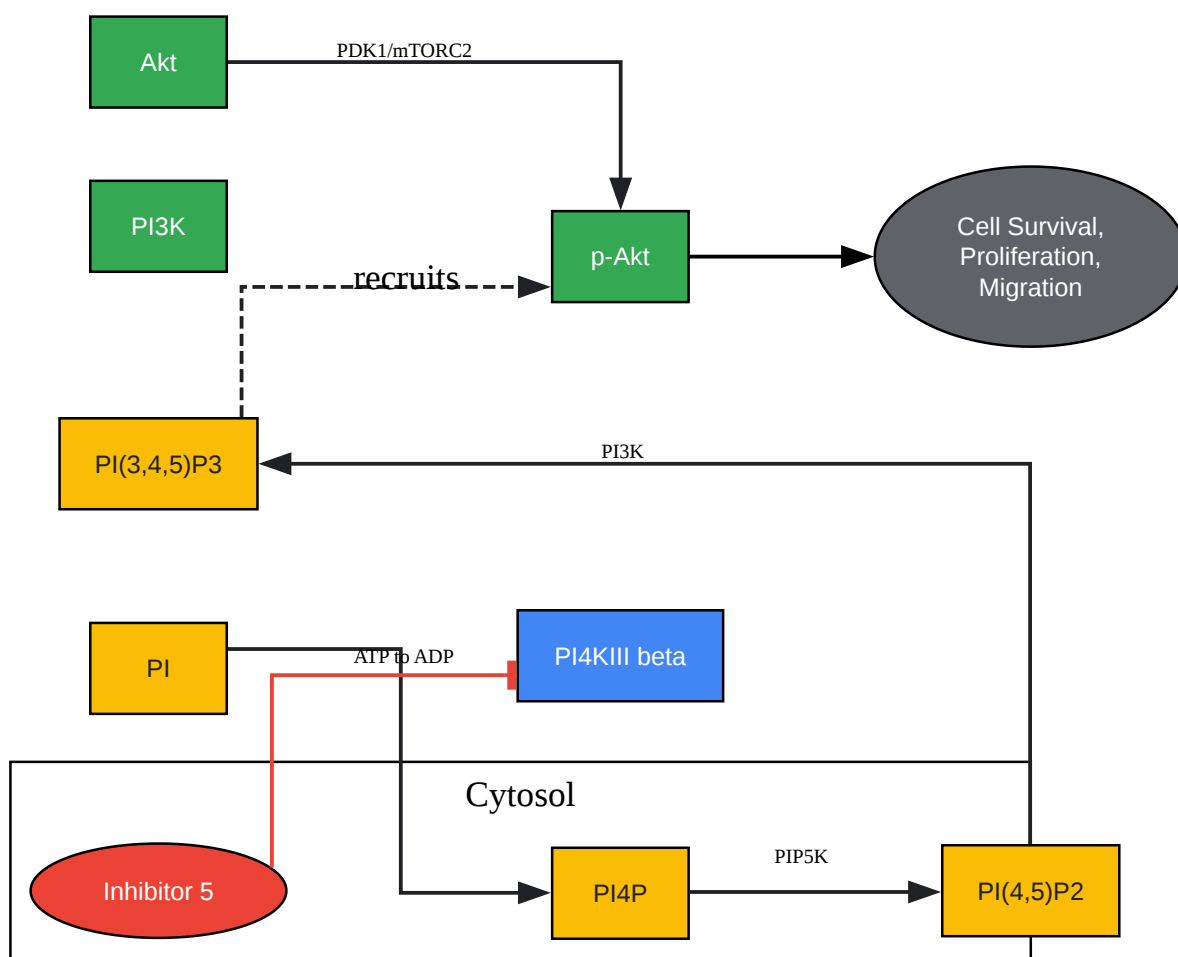 Akt
PDK1/mTORC2
PI3K
p-Akt
Cell Survival,
Proliferation,
Migration
recruits
PI(3,4,5)P3
PI3K
PI
ATP to ADP
PI4KIII beta
Cytosol
Inhibitor 5
PI4P
PIP5K
PI(4,5)P2